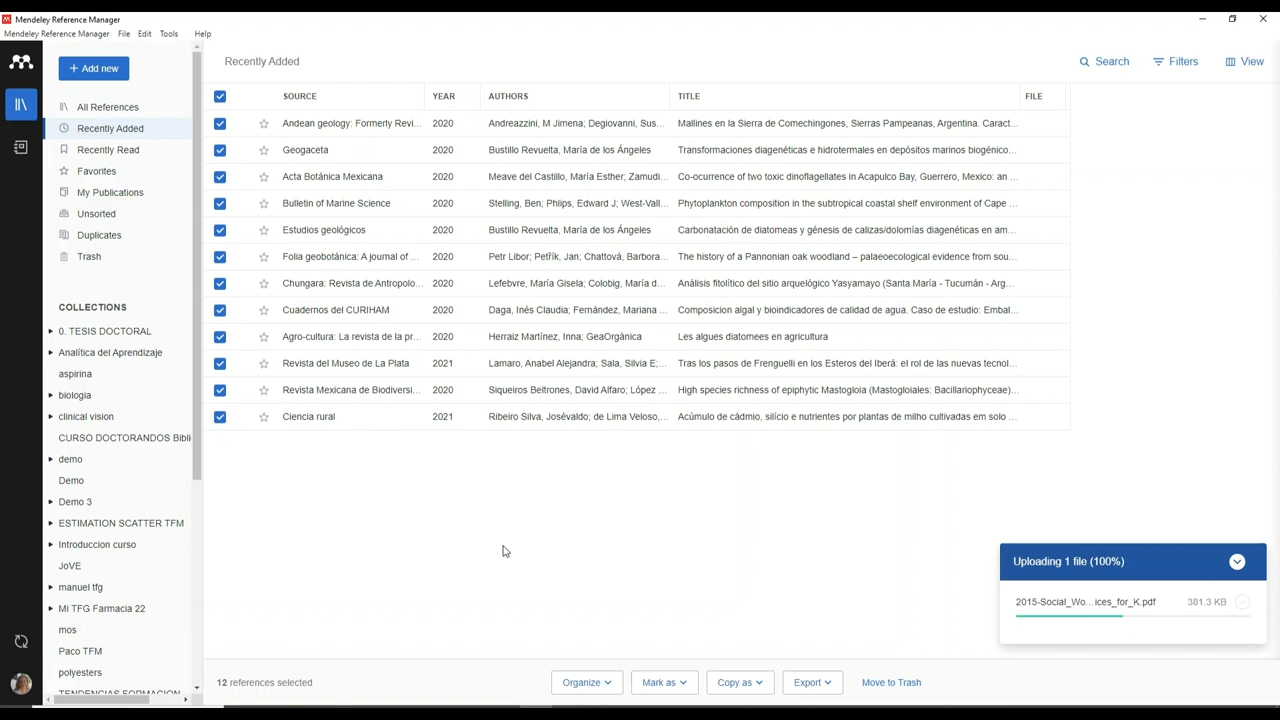 Mendeley Reference Manager
Mendeley Reference Manager File Edit Tools Help
+ Add new
All References
Recently Added
Recently Read
Favorites
My Publications
Unsorted
Duplicates
Trash
COLLECTIONS
0. TESIS DOCTORAL
Analítica del Aprendizaje
aspirina
biologia
clinical vision
CURSO DOCTORANDOS Bibli
demo
Demo
Demo 3
ESTIMATION SCATTER TFM
Introduccion curso
JoVE
manuel tfg
Mi TFG Farmacia 22
mos
Paco TFM
polyesters
TENDENCIAS FORMACION
Recently Added Search Filters View
SOURCE YEAR AUTHORS TITLE FILE
Andean geology: Formerly Revi... 2020 Andreazzini, M Jimena; Degiovanni, Sus... Mallines en la Sierra de Comechingones, Sierras Pampeanas, Argentina. Caract...
Geogaceta 2020 Bustillo Revuelta, María de los Ángeles Transformaciones diagenéticas e hidrotermales en depósitos marinos biogénico...
Acta Botánica Mexicana 2020 Meave del Castillo, María Esther; Zamudi... Co-ocurrence of two toxic dinoflagellates in Acapulco Bay, Guerrero, Mexico: an ...
Bulletin of Marine Science 2020 Stelling, Ben; Phlips, Edward J; West-Vall... Phytoplankton composition in the subtropical coastal shelf environment of Cape ...
Estudios geológicos 2020 Bustillo Revuelta, María de los Ángeles Carbonatación de diatomeas y génesis de calizas/dolomías diagenéticas en am...
Folia geobotánica: A journal of ... 2020 Petr Libor; Petřík, Jan; Chattová, Barbora... The history of a Pannonian oak woodland – palaeoecological evidence from sou...
Chungara: Revista de Antropolo... 2020 Lefebvre, María Gisela; Colobig, María d... Análisis fitolítico del sitio arqueológico Yasyamayo (Santa María - Tucumán - Arg...
Cuadernos del CURIHAM 2020 Daga, Inés Claudia; Fernández, Mariana ... Composicion algal y bioindicadores de calidad de agua. Caso de estudio: Embal...
Agro-cultura: La revista de la pr... 2020 Herraiz Martínez, Inna; GeaOrgànica Les algues diatomees en agricultura
Revista del Museo de La Plata 2021 Lamaro, Anabel Alejandra; Sala, Silvia E;... Tras los pasos de Frenguelli en los Esteros del Iberá: el rol de las nuevas tecnol...
Revista Mexicana de Biodiversi... 2020 Siqueiros Beltrones, David Alfaro; López ... High species richness of epiphytic Mastogloia (Mastogloiales: Bacillariophyceae)...
Ciencia rural 2021 Ribeiro Silva, Josévaldo; de Lima Veloso,... Acúmulo de cádmio, silício e nutrientes por plantas de milho cultivadas em solo ...
Uploading 1 file (100%)
2015-Social_Wo...ices_for_K.pdf 381.3 KB
12 references selected Organize Mark as Copy as Export Move to Trash